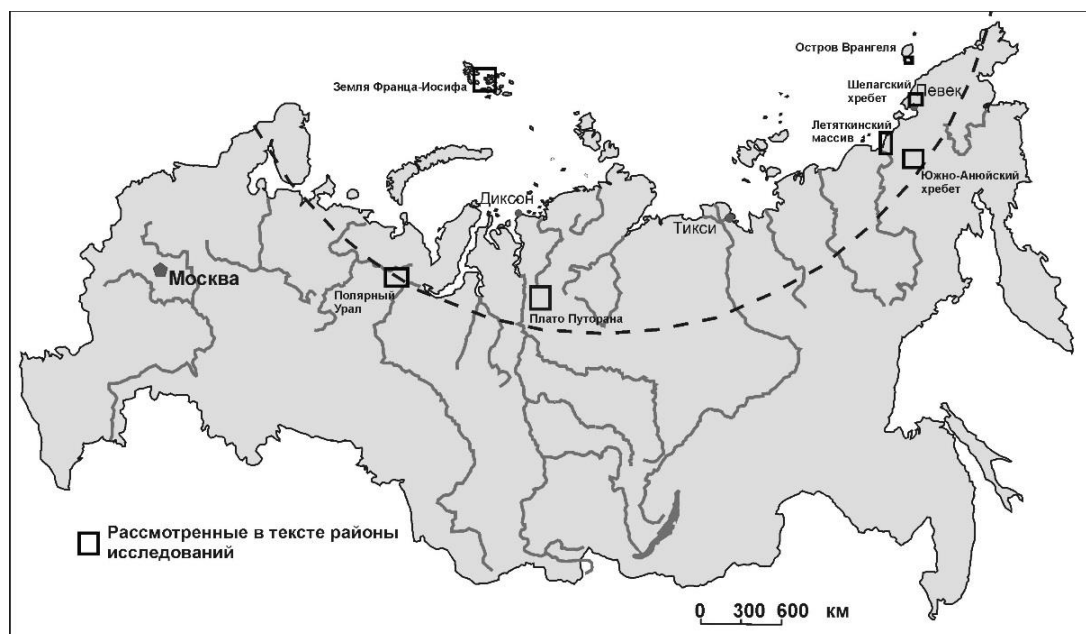 Остров Врангеля
Земля Франца-Иосифа
Шелагский
хребет
Певек
Летяткинский
массив
Южно-Анюйский
хребет
Диксон
Тикси
Москва
Полярный
Урал
Плато Путорана
Рассмотренные в тексте районы
исследований
0 300 600 км